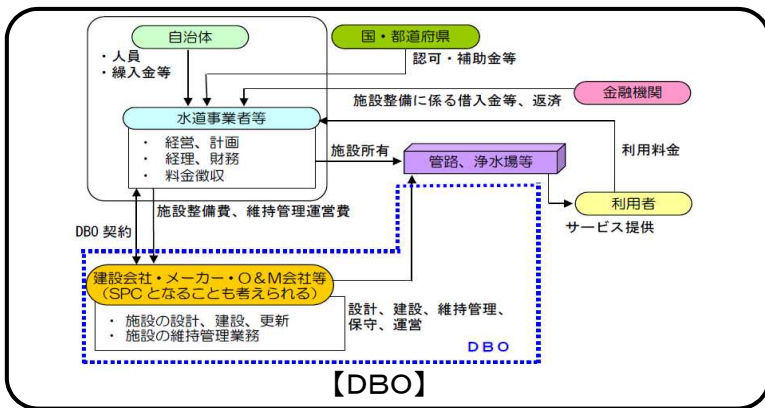 自治体
国・都道府県
・人員
・繰入金等
認可・補助金等
金融機関
施設整備に係る借入金等、返済
水道事業者等
・ 経営、計画
・ 経理、財務
・ 料金徴収
施設所有
管路、浄水場等
利用料金
利用者
サービス提供
施設整備費、維持管理運営費
DBO 契約
建設会社・メーカー・O&M会社等
(SPC となることも考えられる)
・ 施設の設計、建設、更新
・ 施設の維持管理業務
設計、建設、維持管理、
保守、運営
DBO
【DBO】